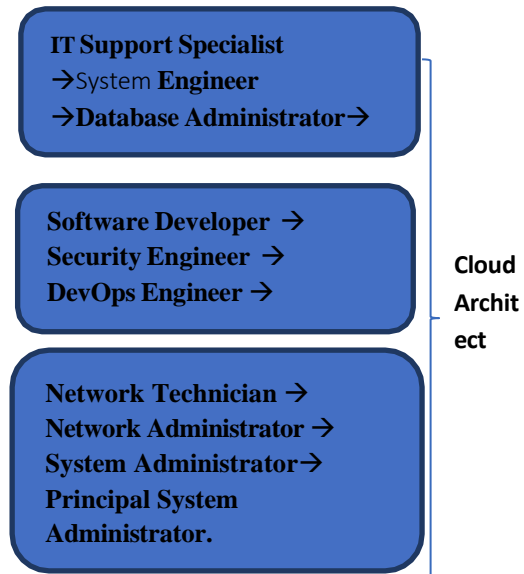 IT Support Specialist
→System Engineer
→Database Administrator→
Software Developer →
Security Engineer →
DevOps Engineer →
Network Technician →
Network Administrator →
System Administrator→
Principal System
Administrator.
Cloud
Archit
ect